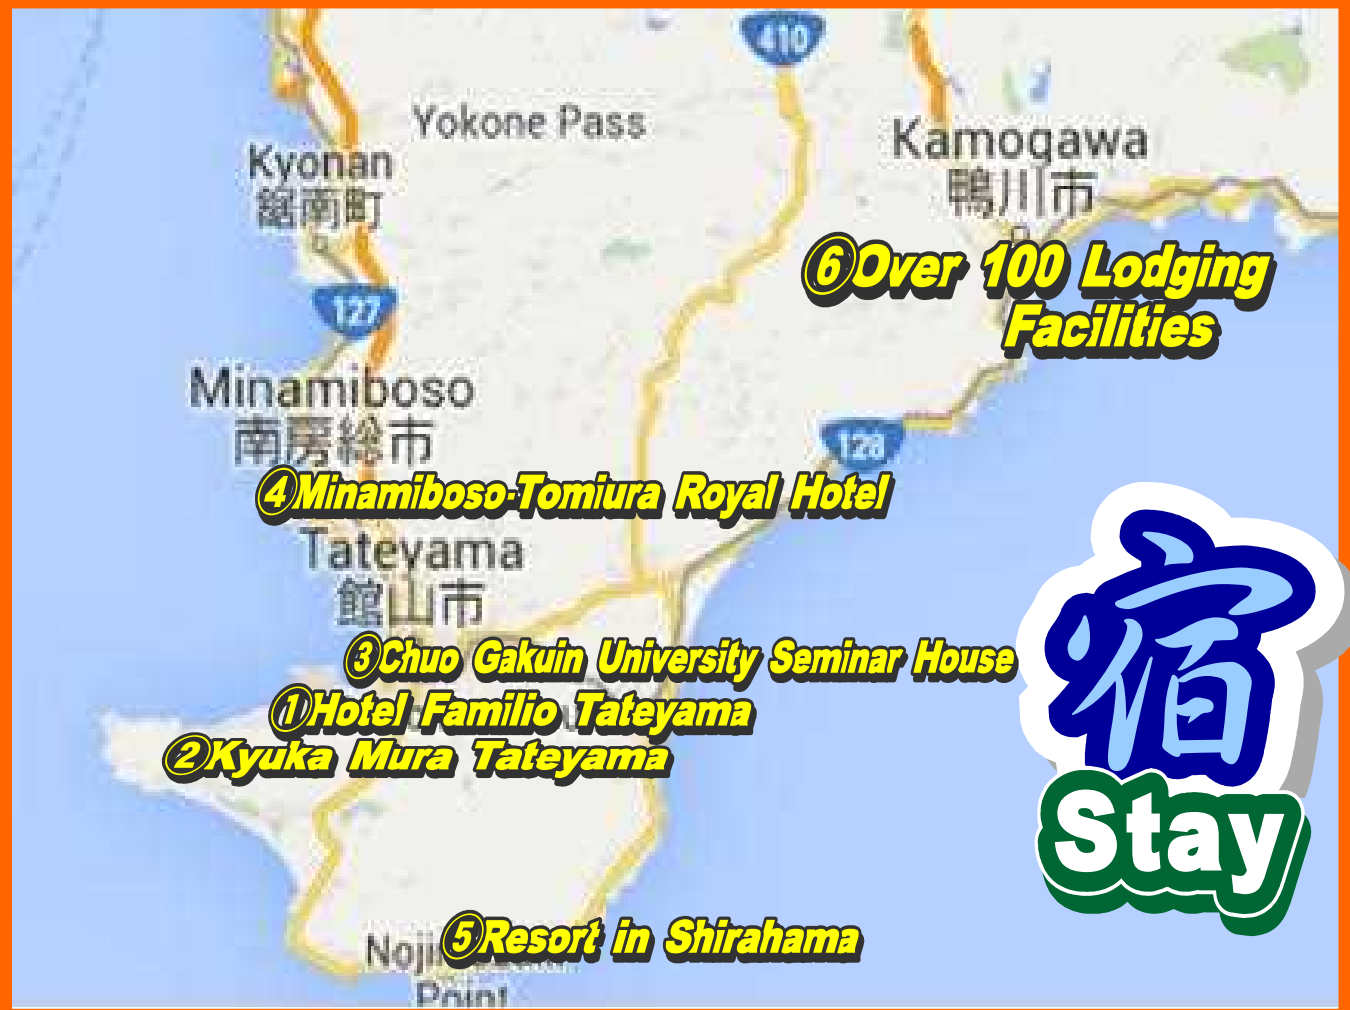 410
Yokone Pass
Kamogawa
鴨川市
Kyonan
鋸南町
⑥Over 100 Lodging
Facilities
127
Minamiboso
南房総市
128
④Minamiboso·Tomiura Royal Hotel
Tateyama
館山市
③Chuo Gakuin University Seminar House
①Hotel Familio Tateyama
②Kyuka Mura Tateyama
宿
Stay
⑤Resort in Shirahama
Point